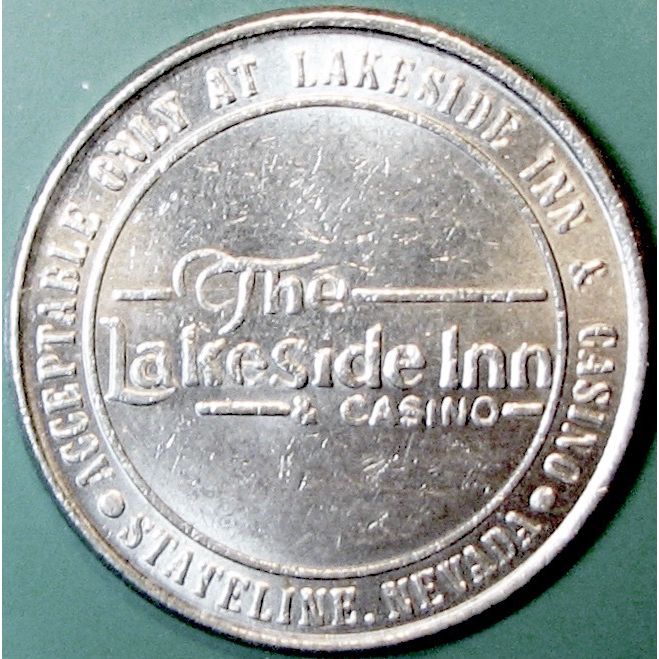 ACCEPTABLE ONLY AT LAKESIDE INN & CASINO
The
Lakeside Inn
& CASINO
• STATELINE, NEVADA •